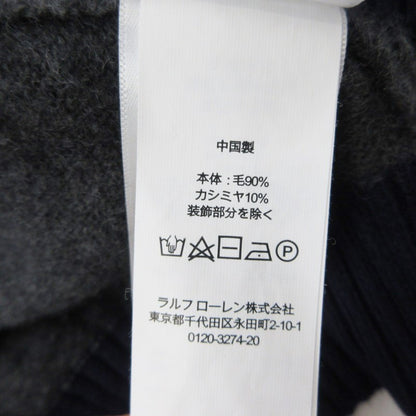 中国製
本体 : 毛90%
カシミヤ10%
装飾部分を除く
P
ラルフ ローレン株式会社
東京都千代田区永田町2-10-1
0120-3274-20